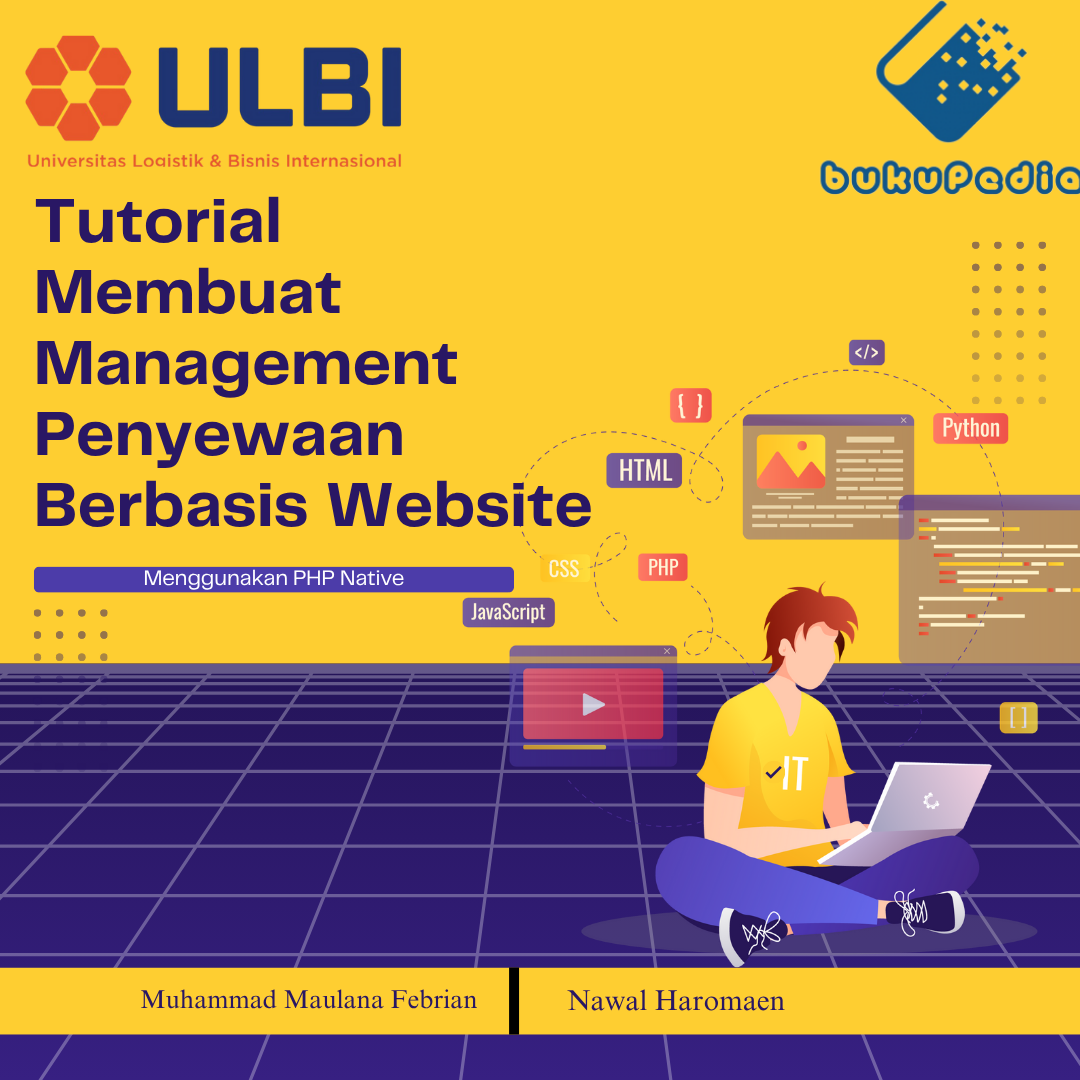 ULBI
Universitas Logistik & Bisnis Internasional
bukuPedia
Tutorial
Membuat
Management
Penyewaan
Berbasis Website
Menggunakan PHP Native
</>
{ }
Python
HTML
CSS
PHP
JavaScript
[ ]
IT
Muhammad Maulana Febrian
Nawal Haromaen